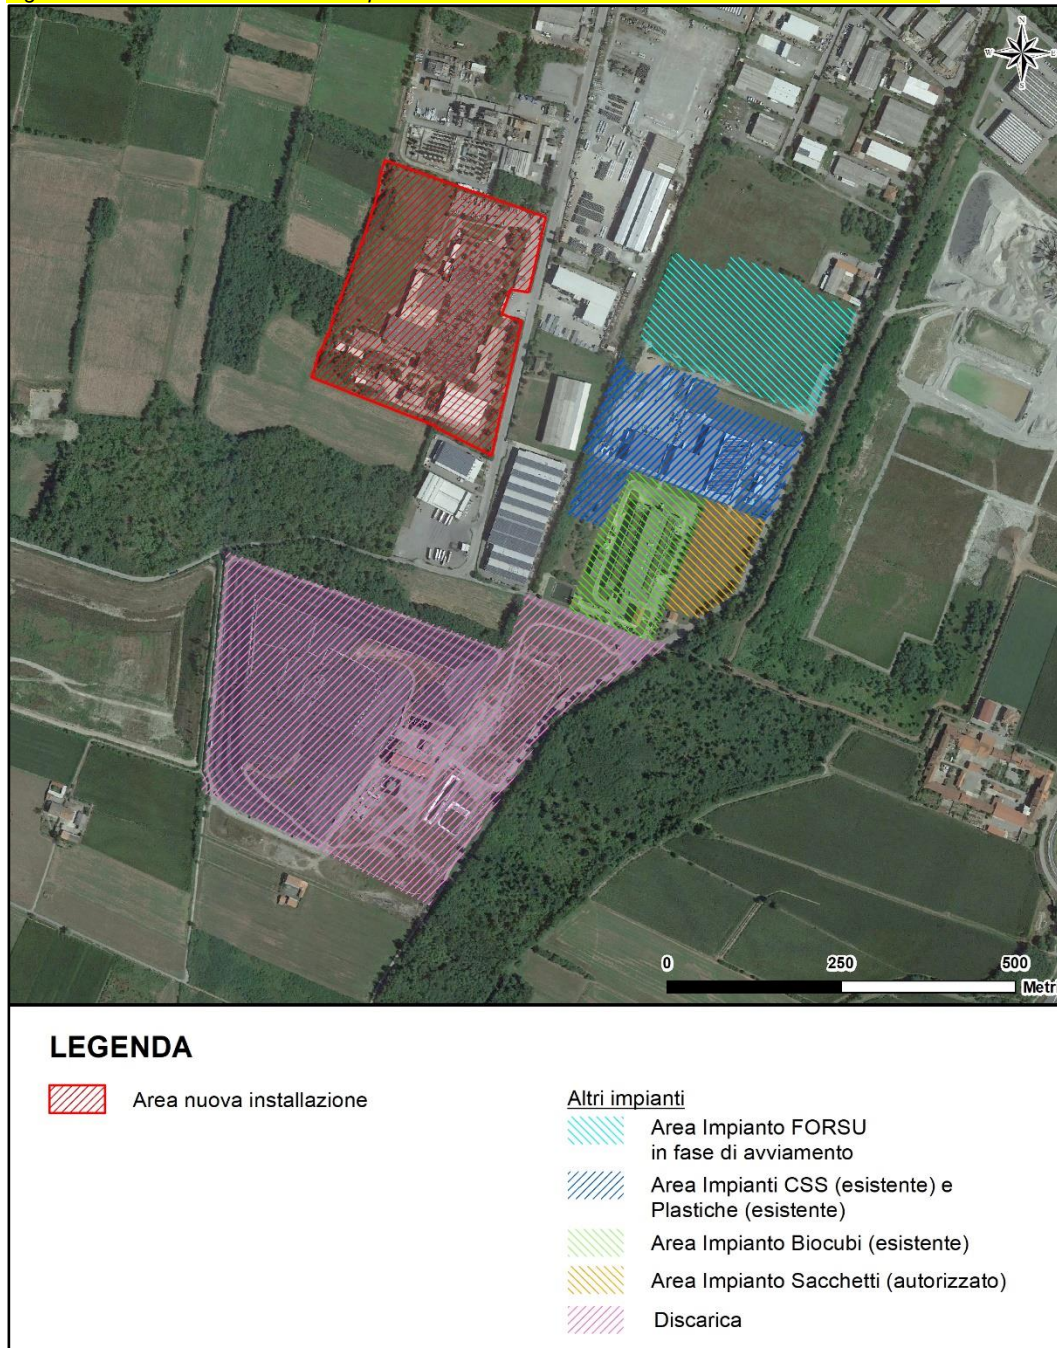 N
W
E
S
0 250 500
Metri
LEGENDA
Area nuova installazione
Altri impianti
Area Impianto FORSU
in fase di avviamento
Area Impianti CSS (esistente) e
Plastiche (esistente)
Area Impianto Biocubi (esistente)
Area Impianto Sacchetti (autorizzato)
Discarica